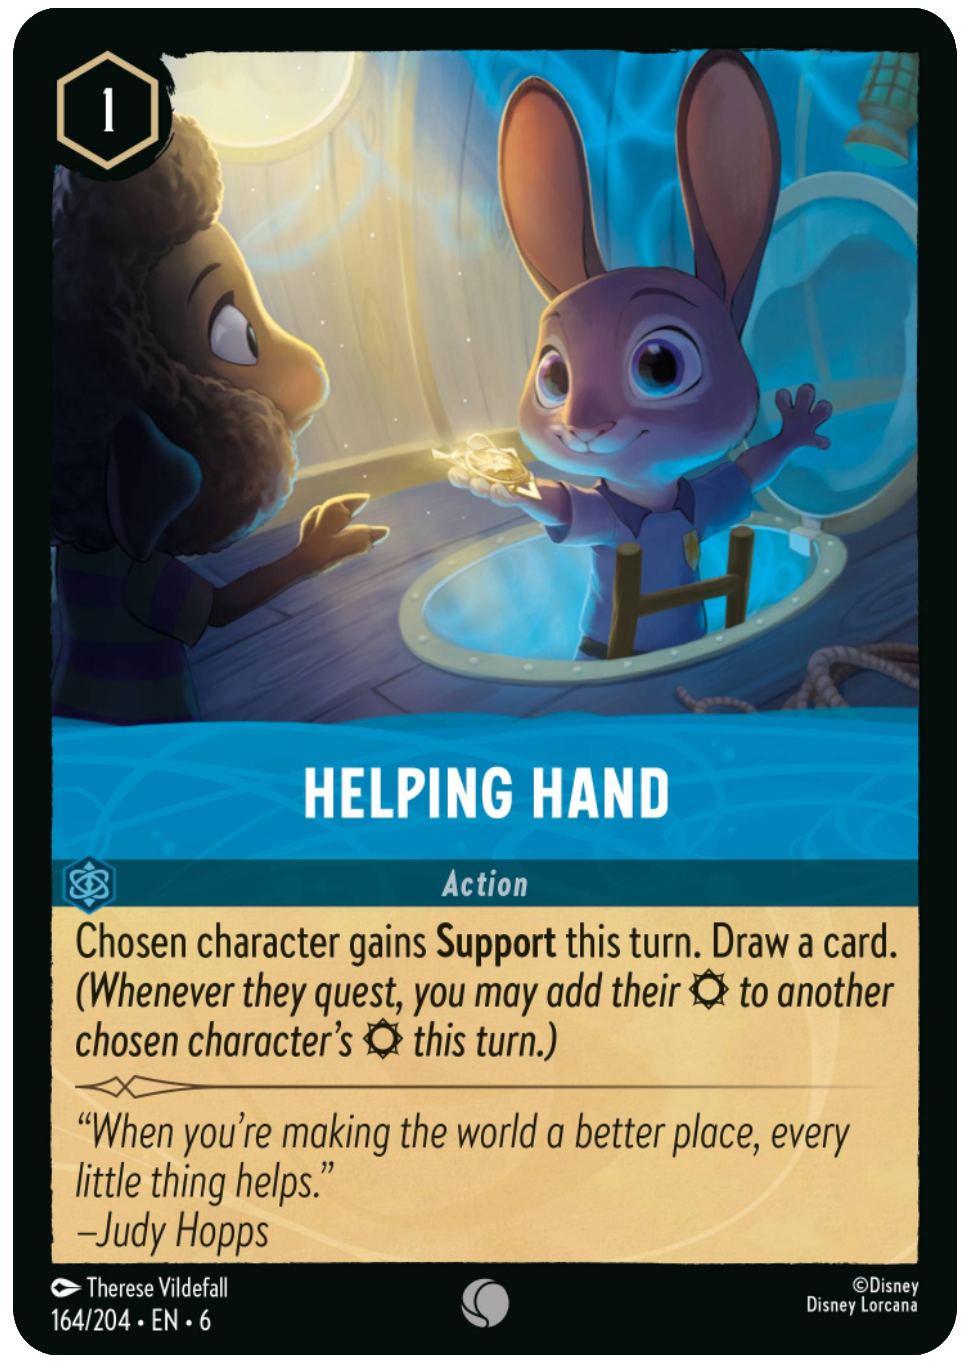 1
HELPING HAND
Action
Chosen character gains Support this turn. Draw a card.
(Whenever they quest, you may add their to another
chosen character's this turn.)
“When you're making the world a better place, every
little thing helps.”
–Judy Hopps
Therese Vildefall
164/204 • EN • 6
©Disney
Disney Lorcana